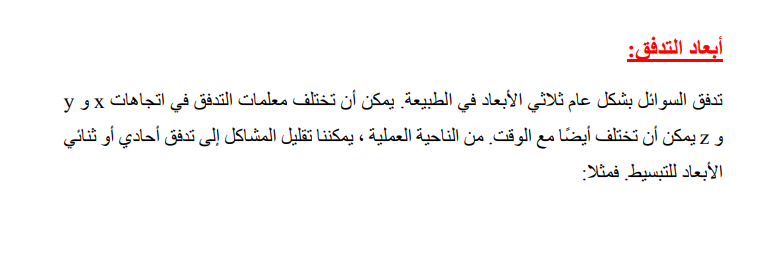 أبعاد التدفق:
تدفق السوائل بشكل عام ثلاثي الأبعاد في الطبيعة. يمكن أن تختلف معلمات التدفق في اتجاهات x و y
و z يمكن أن تختلف أيضًا مع الوقت. من الناحية العملية ، يمكننا تقليل المشاكل إلى تدفق أحادي أو ثنائي
الأبعاد للتبسيط. فمثلا: